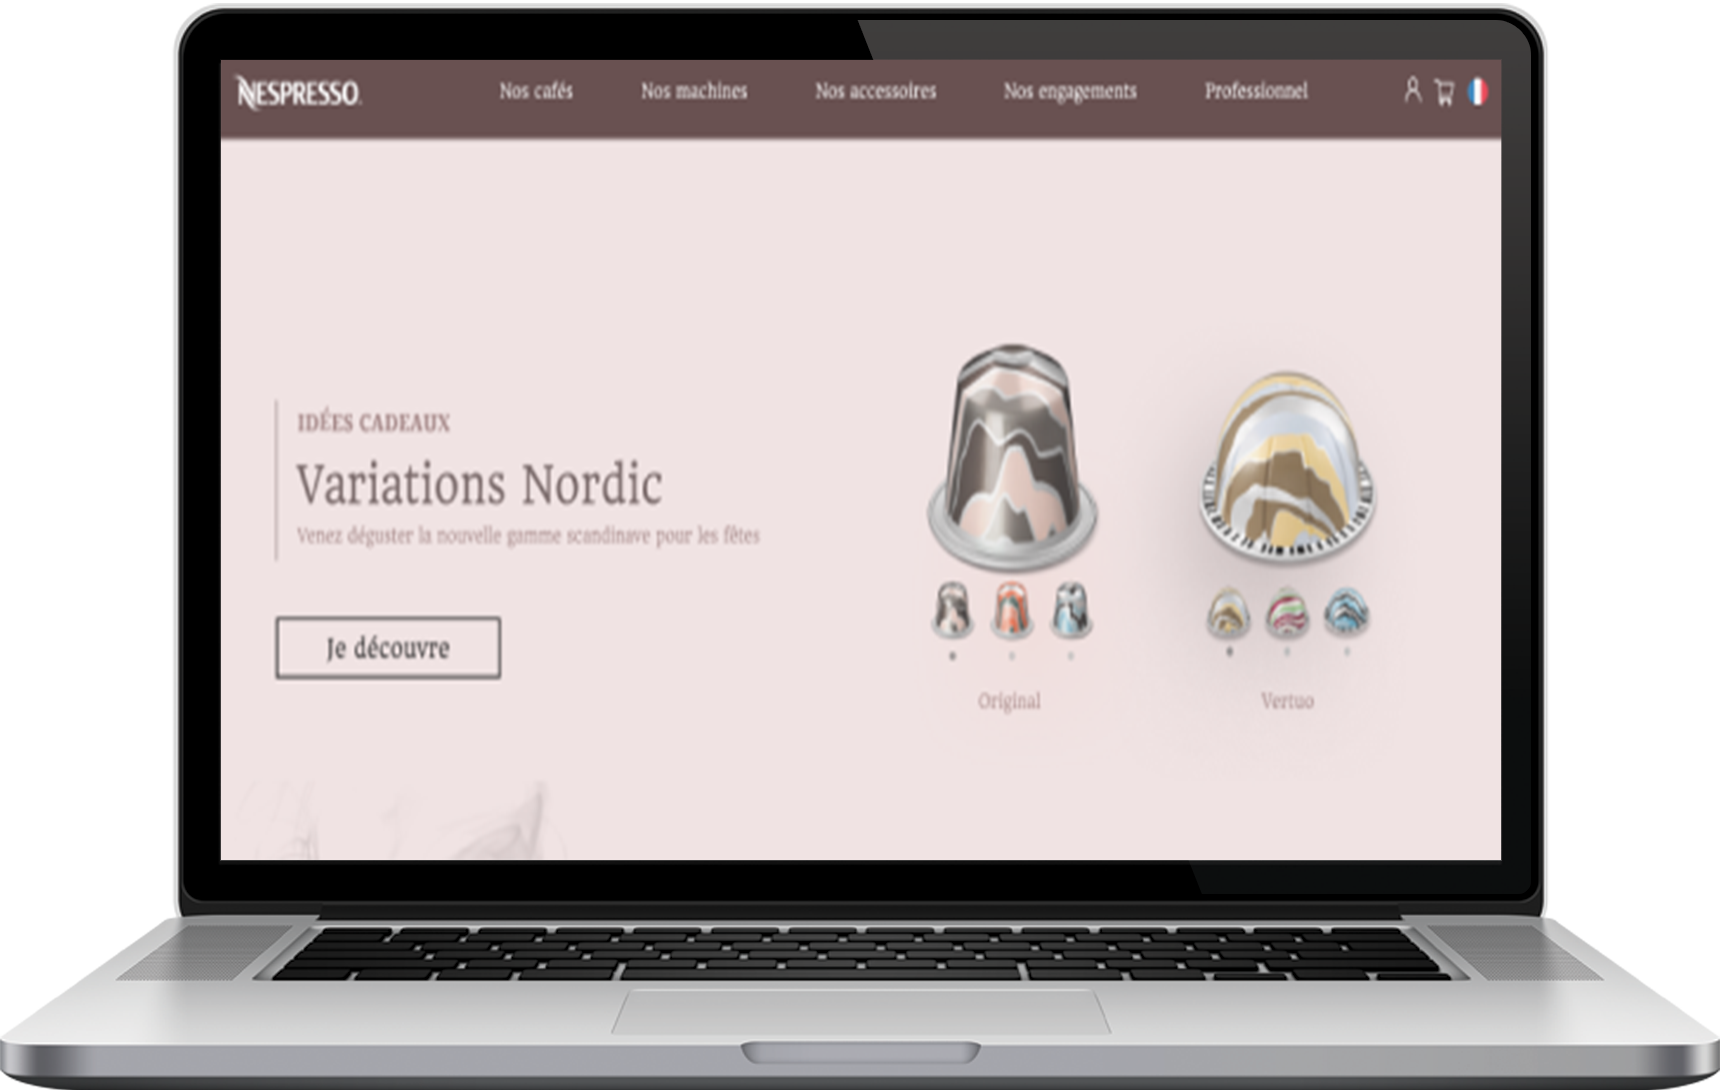 NESPRESSO
Nos cafés
Nos machines
Nos accessoires
Nos engagements
Professionnel
IDÉES CADEAUX
Variations Nordic
Venez déguster la nouvelle gamme scandinave pour les fêtes
Je découvre
Original
Vertuo